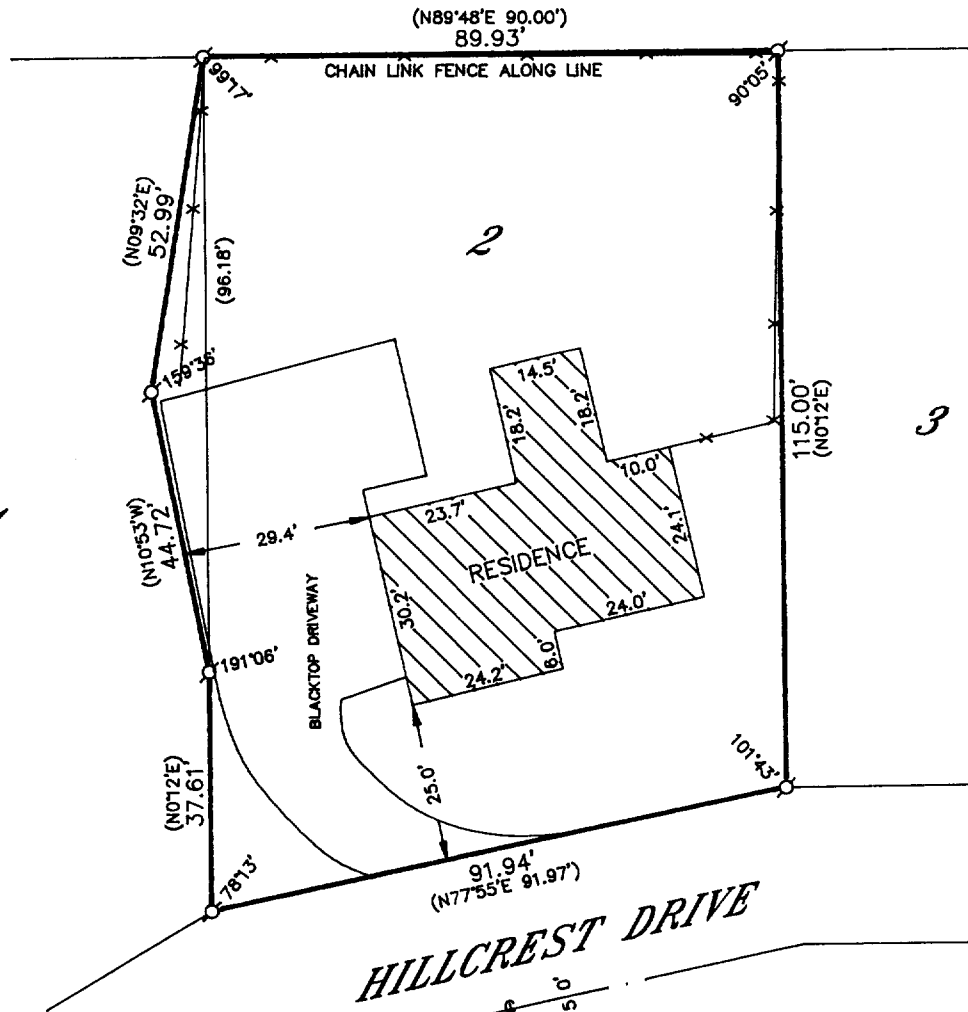 (N89°48'E 90.00')
89.93'
CHAIN LINK FENCE ALONG LINE
99°17'
90°05'
(N09°32'E)
52.99'
(96.18')
2
159°36'
14.5'
18.2'
18.2'
10.0'
115.00'
(N0°12'E)
3
(N10°53'W)
44.72'
29.4'
23.7'
24.1'
RESIDENCE
30.2'
24.0'
BLACKTOP DRIVEWAY
191°06'
24.2'
101°43'
(N0°12'E)
37.61'
25.0'
78°13'
91.94'
(N77°55'E 91.97')
HILLCREST DRIVE